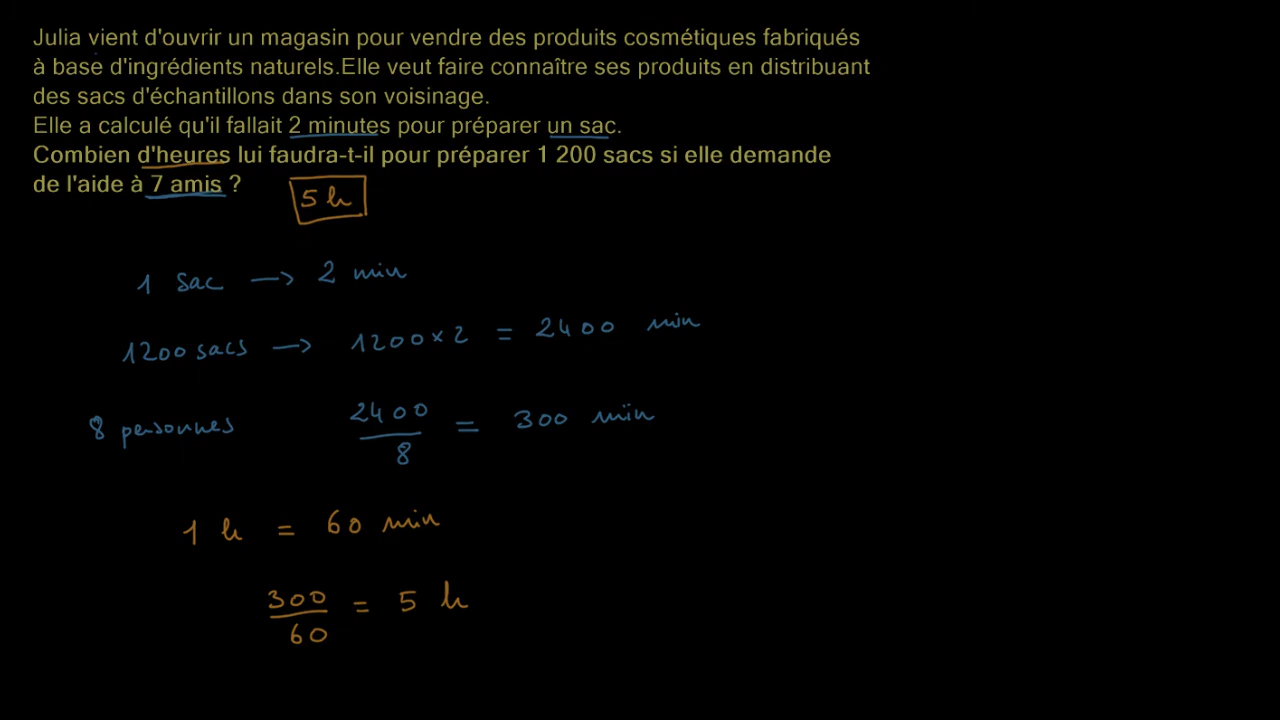 Julia vient d'ouvrir un magasin pour vendre des produits cosmétiques fabriqués
à base d'ingrédients naturels.Elle veut faire connaître ses produits en distribuant
des sacs d'échantillons dans son voisinage.
Elle a calculé qu'il fallait 2 minutes pour préparer un sac.
Combien d'heures lui faudra-t-il pour préparer 1 200 sacs si elle demande
de l'aide à 7 amis ?
5 h
1 sac → 2 min
1200 sacs → 1200 × 2 = 2400 min
8 personnes 2400/8 = 300 min
1 h = 60 min
300/60 = 5 h